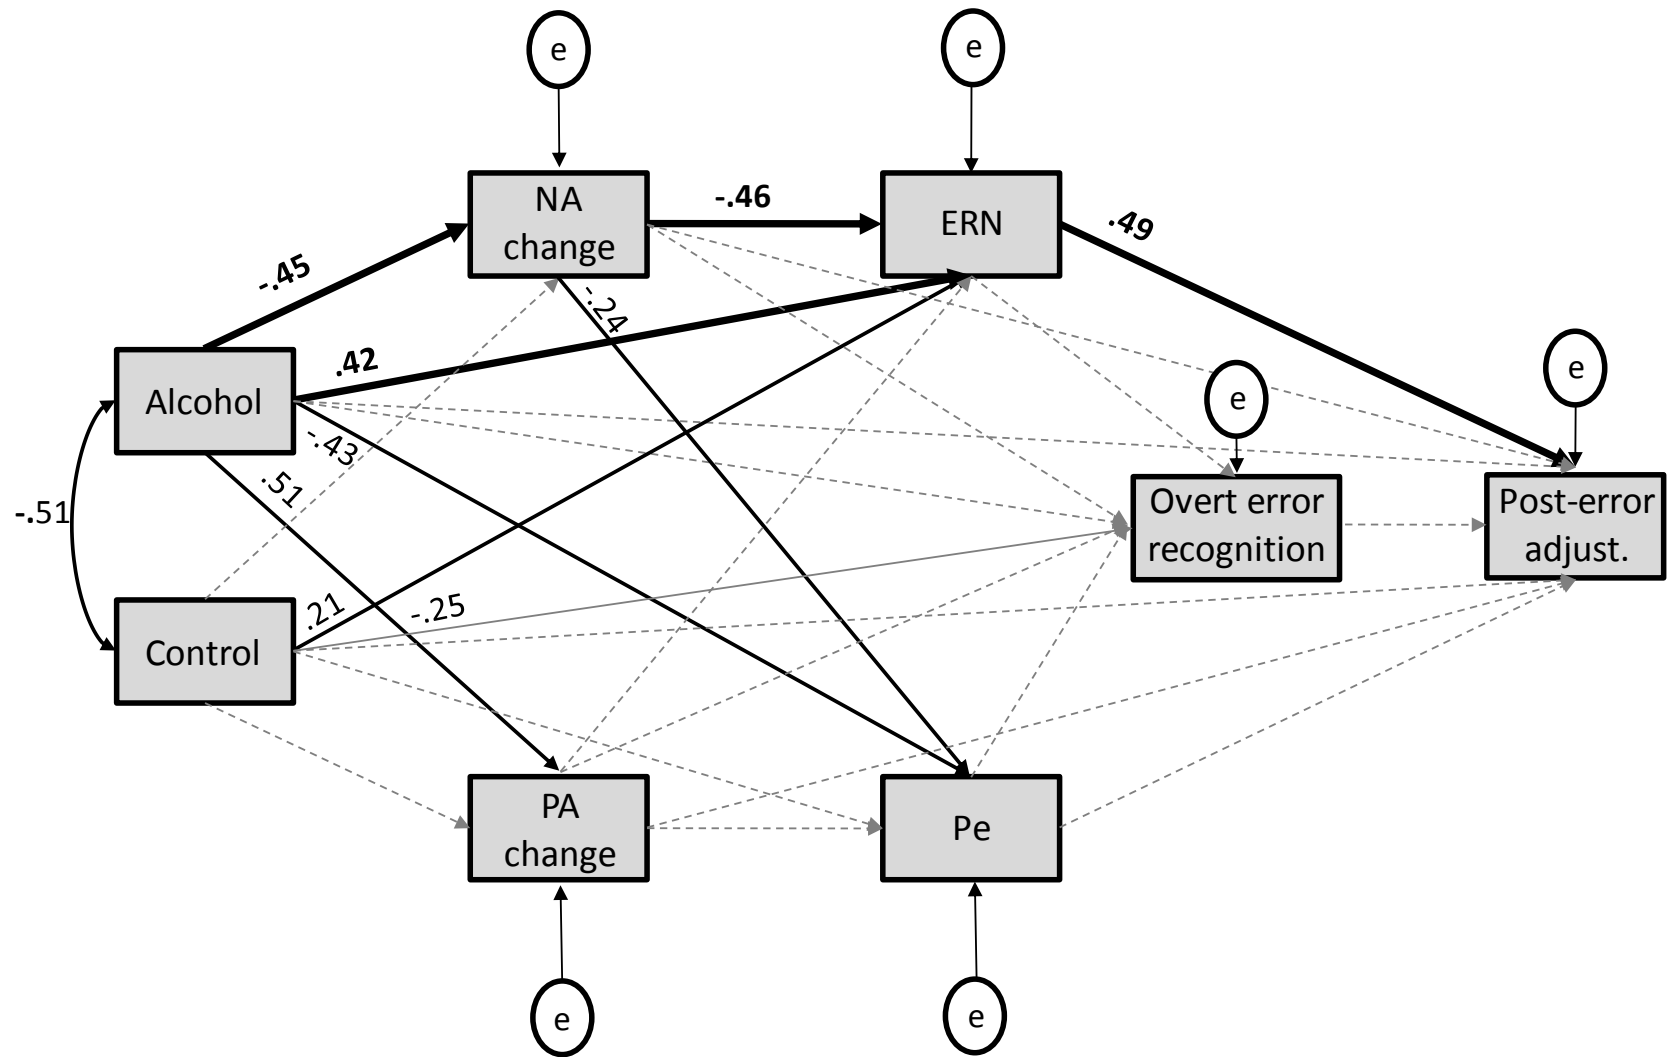 e
e
NA
change
-.46
ERN
.49
-.45
-.24
.42
e
e
Alcohol
-.43
.51
-.51
Overt error
recognition
Post-error
adjust.
.21
-.25
Control
PA
change
Pe
e
e